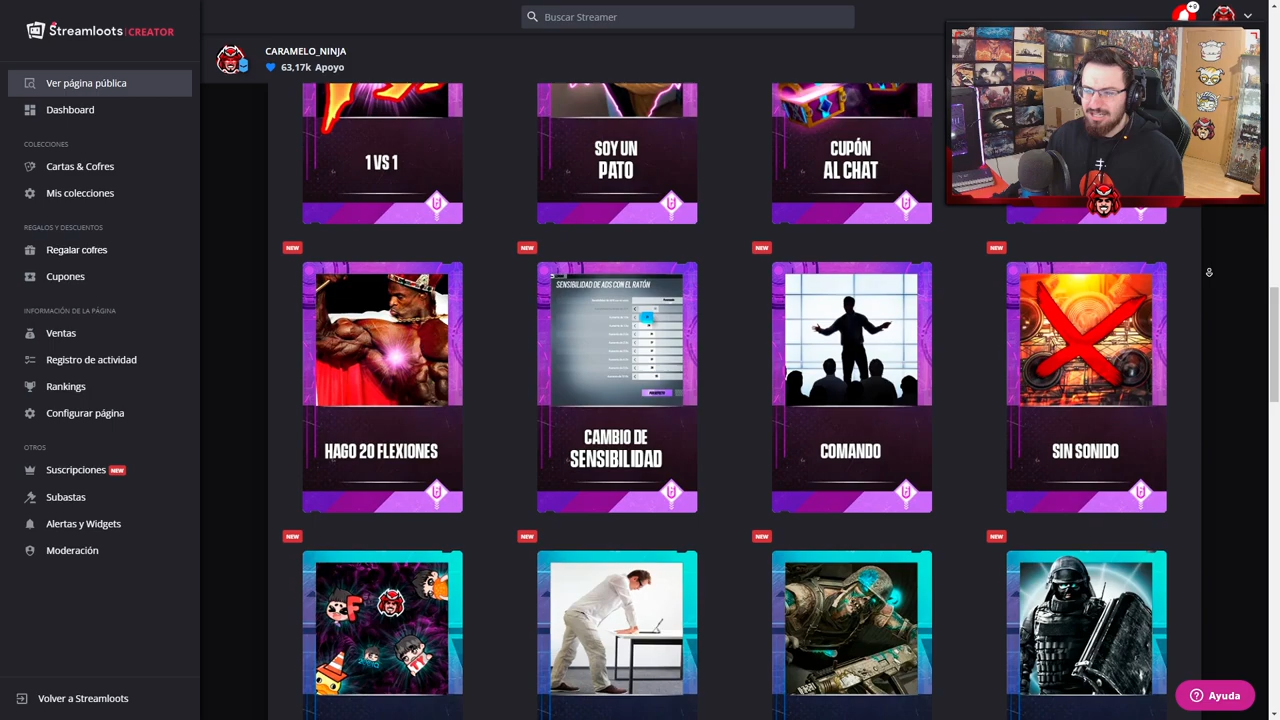 Streamloots CREATOR
Buscar Streamer
+9
CARAMELO_NINJA
63,17k Apoyo
Ver página pública
Dashboard
COLECCIONES
Cartas & Cofres
Mis colecciones
REGALOS Y DESCUENTOS
Regalar cofres
Cupones
INFORMACIÓN DE LA PÁGINA
Ventas
Registro de actividad
Rankings
Configurar página
OTROS
Suscripciones NEW
Subastas
Alertas y Widgets
Moderación
Volver a Streamloots
1 VS 1
SOY UN
PATO
CUPÓN
AL CHAT
NEW
NEW
NEW
NEW
SENSIBILIDAD DE ADS CON EL RATÓN
HAGO 20 FLEXIONES
CAMBIO DE
SENSIBILIDAD
COMANDO
SIN SONIDO
NEW
NEW
NEW
NEW
F
Ayuda